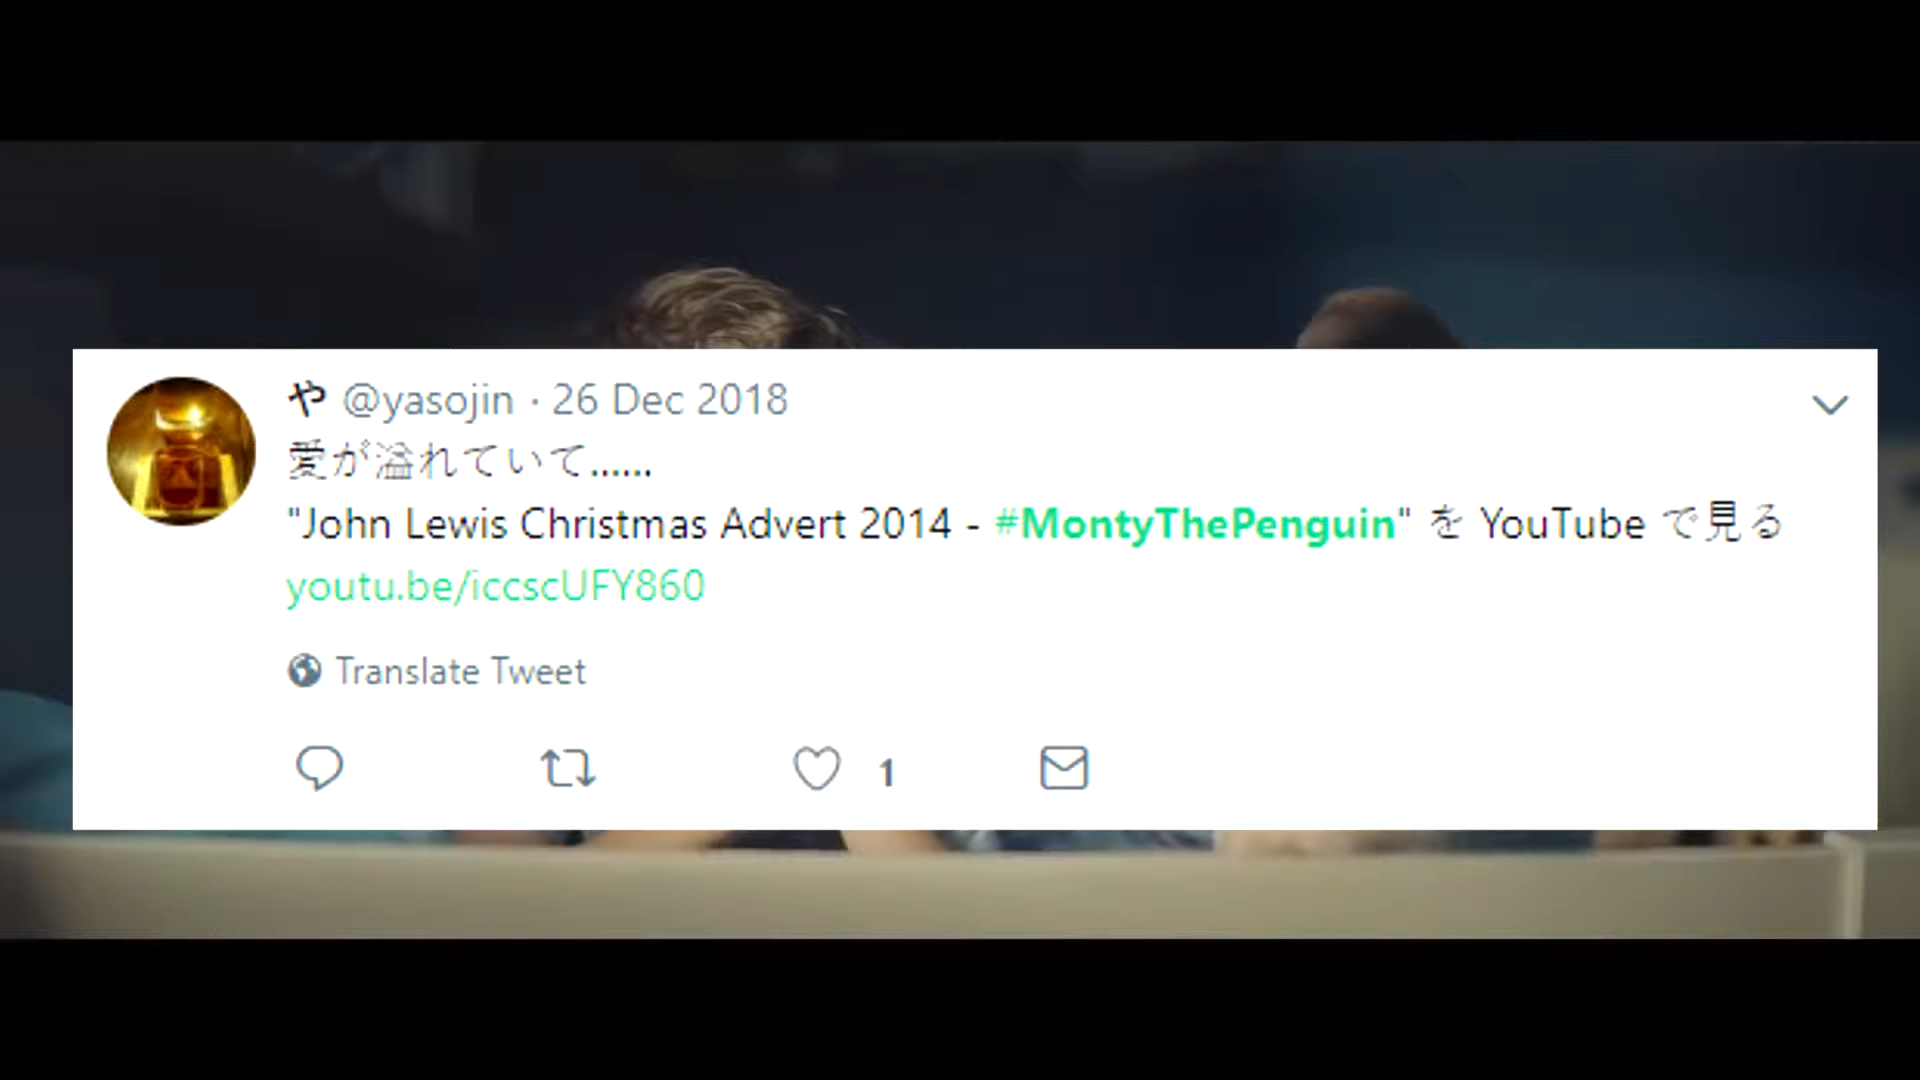 や @yasojin · 26 Dec 2018
愛が溢れていて......
"John Lewis Christmas Advert 2014 - #MontyThePenguin" を YouTube で見る
youtu.be/iccscUFY860
Translate Tweet
1